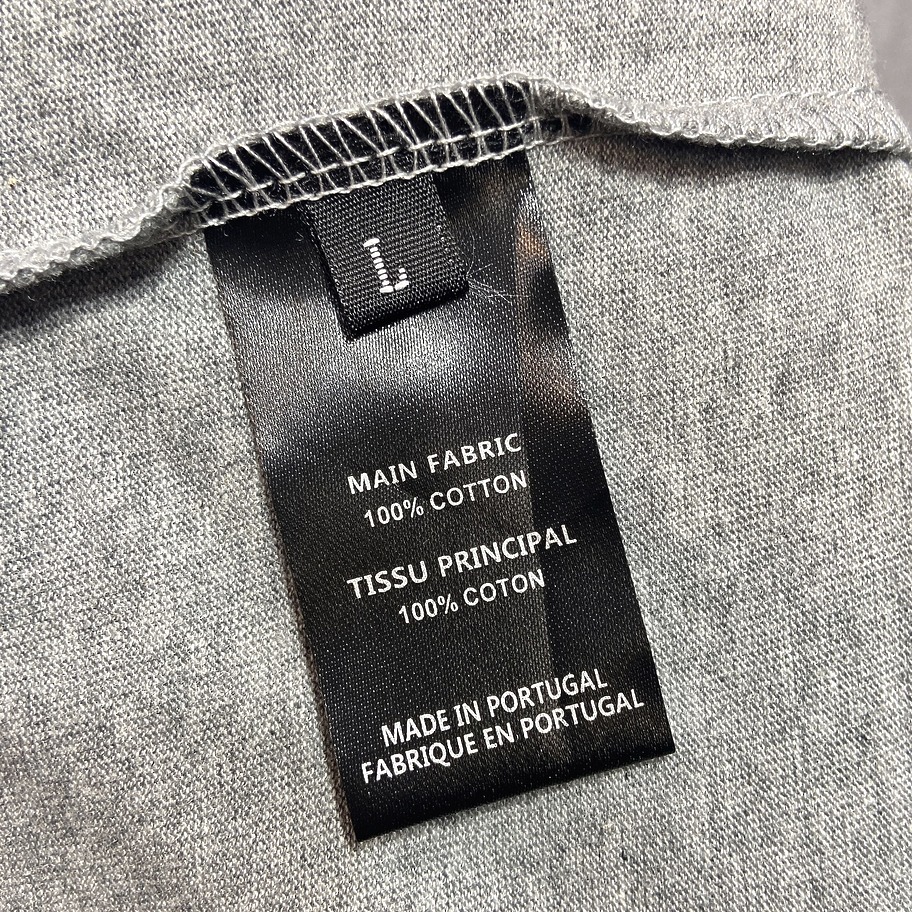 L
MAIN FABRIC
100% COTTON
TISSU PRINCIPAL
100% COTON
MADE IN PORTUGAL
FABRIQUE EN PORTUGAL